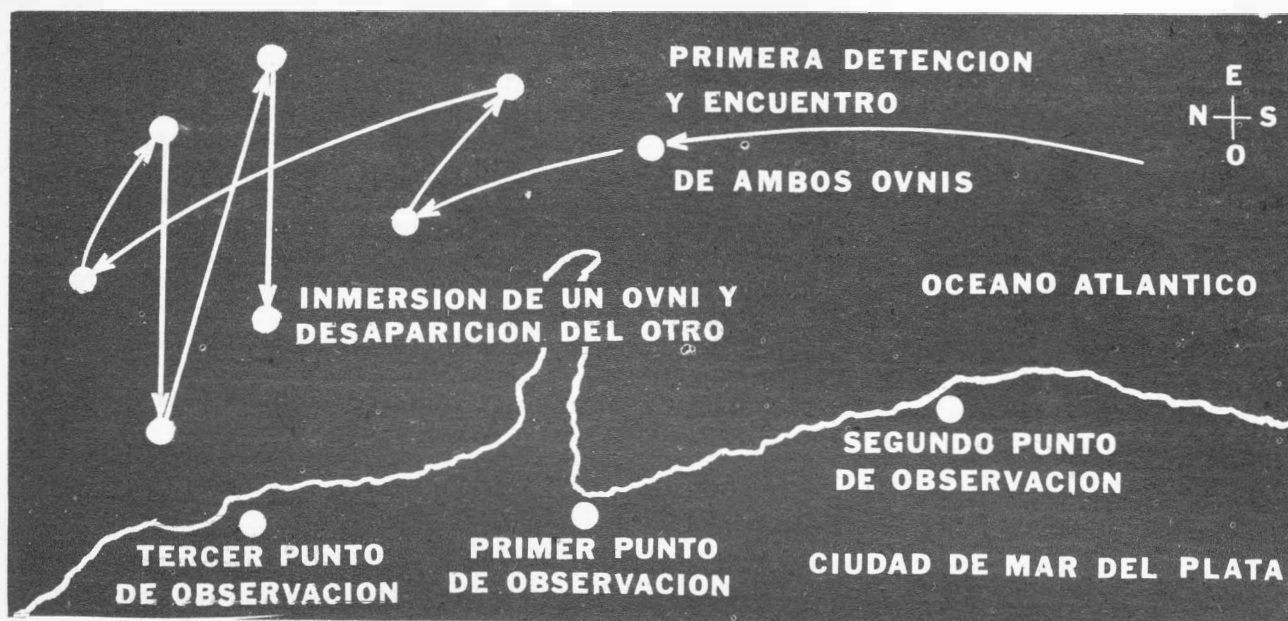 PRIMERA DETENCION
Y ENCUENTRO
DE AMBOS OVNIS
E
N S
O
INMERSION DE UN OVNI Y
DESAPARICION DEL OTRO
OCEANO ATLANTICO
SEGUNDO PUNTO
DE OBSERVACION
TERCER PUNTO
DE OBSERVACION
PRIMER PUNTO
DE OBSERVACION
CIUDAD DE MAR DEL PLATA